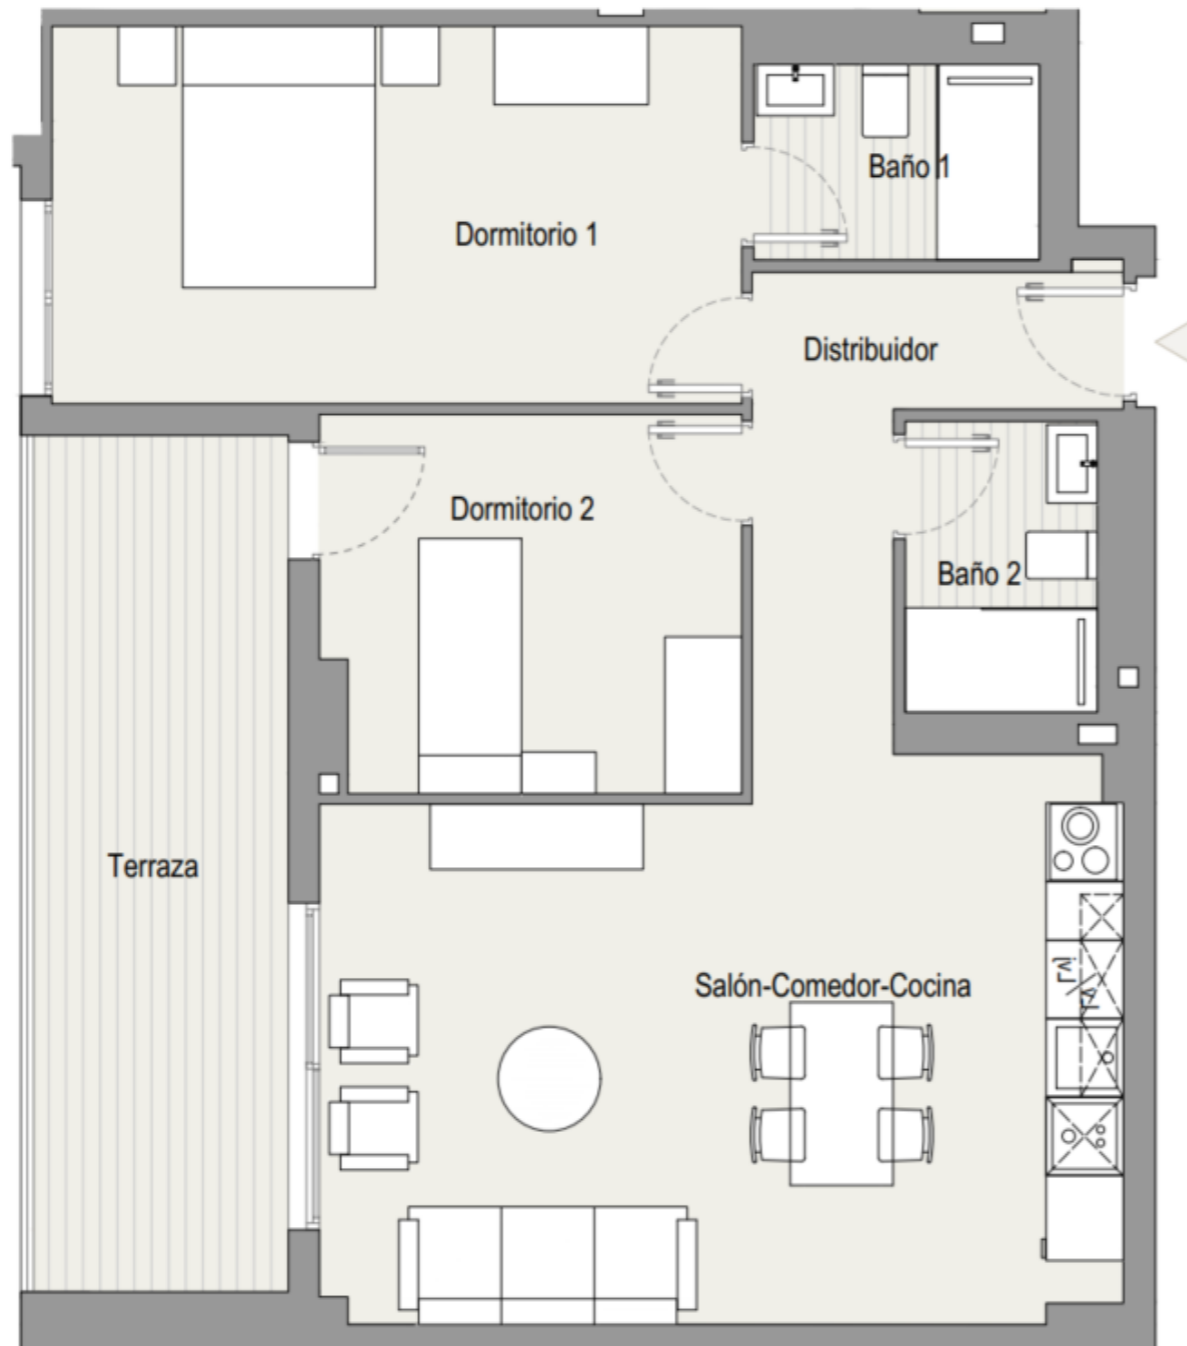 Baño 1
Dormitorio 1
Distribuidor
Dormitorio 2
Baño 2
Terraza
Salón-Comedor-Cocina